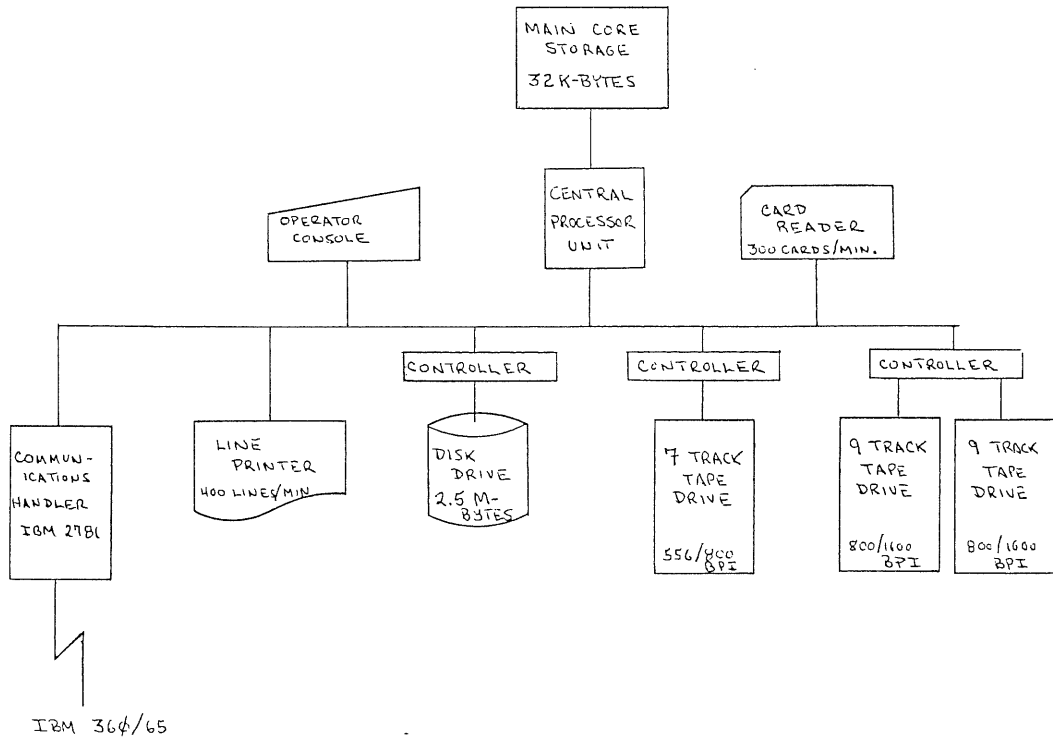 MAIN CORE
STORAGE
32K-BYTES
CENTRAL
PROCESSOR
UNIT
OPERATOR
CONSOLE
CARD
READER
300 CARDS/MIN.
CONTROLLER
CONTROLLER
CONTROLLER
COMMUN-
ICATIONS
HANDLER
IBM 2781
LINE
PRINTER
400 LINES/MIN
DISK
DRIVE
2.5 M-
BYTES
7 TRACK
TAPE
DRIVE
556/800
BPI
9 TRACK
TAPE
DRIVE
800/1600
BPI
9 TRACK
TAPE
DRIVE
800/1600
BPI
IBM 36∅/65